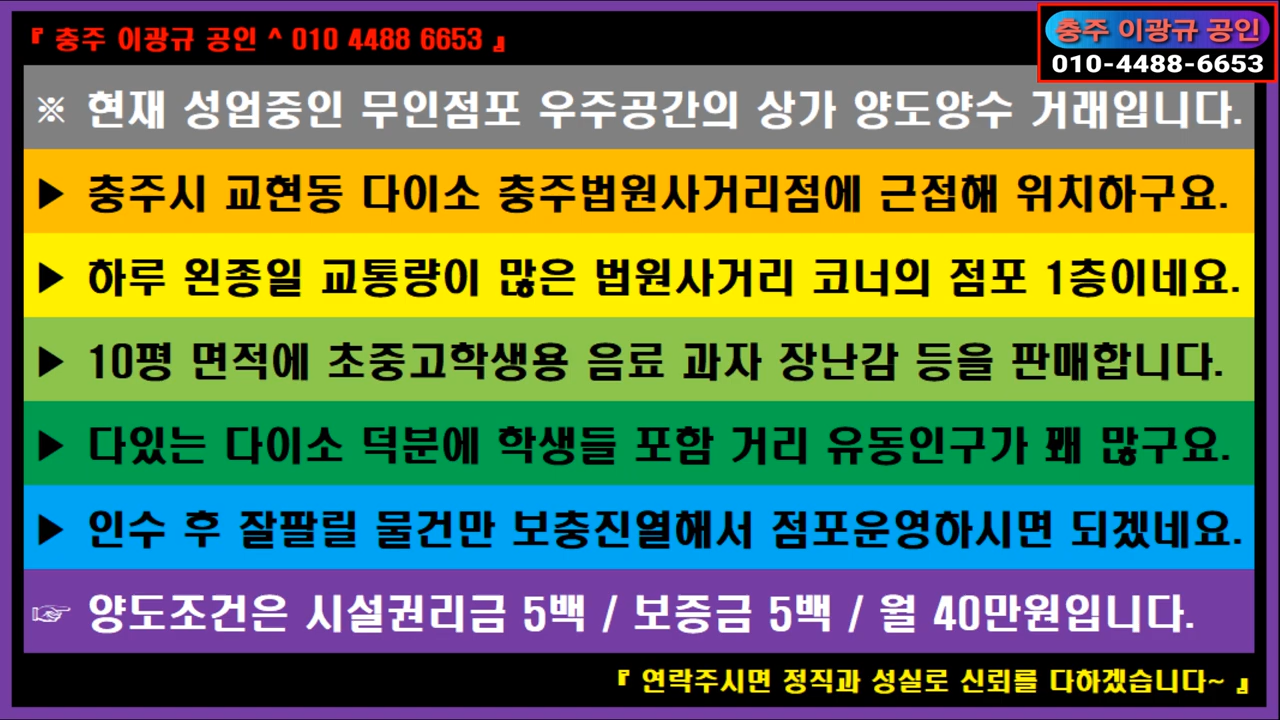 『 충주 이광규 공인 ^ 010 4488 6653 』
충주 이광규 공인
010-4488-6653
※ 현재 성업중인 무인점포 우주공간의 상가 양도양수 거래입니다.
▶ 충주시 교현동 다이소 충주법원사거리점에 근접해 위치하구요.
▶ 하루 왼종일 교통량이 많은 법원사거리 코너의 점포 1층이네요.
▶ 10평 면적에 초중고학생용 음료 과자 장난감 등을 판매합니다.
▶ 다있는 다이소 덕분에 학생들 포함 거리 유동인구가 꽤 많구요.
▶ 인수 후 잘팔릴 물건만 보충진열해서 점포운영하시면 되겠네요.
☞ 양도조건은 시설권리금 5백 / 보증금 5백 / 월 40만원입니다.
『 연락주시면 정직과 성실로 신뢰를 다하겠습니다~ 』